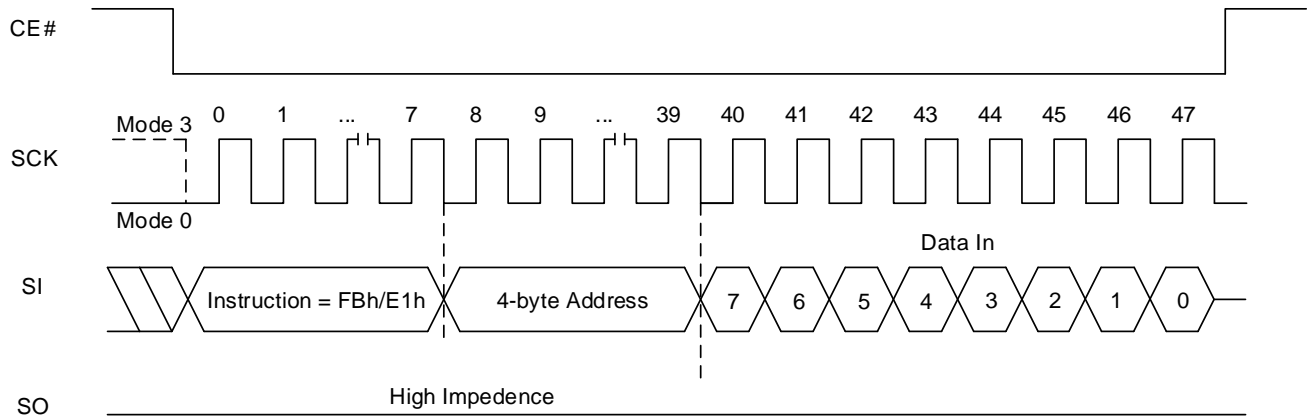 CE#
Mode 3
0 1 ... 7 8 9 ... 39 40 41 42 43 44 45 46 47
SCK
Mode 0
Data In
SI
Instruction = FBh/E1h
4-byte Address
7 6 5 4 3 2 1 0
High Impedence
SO